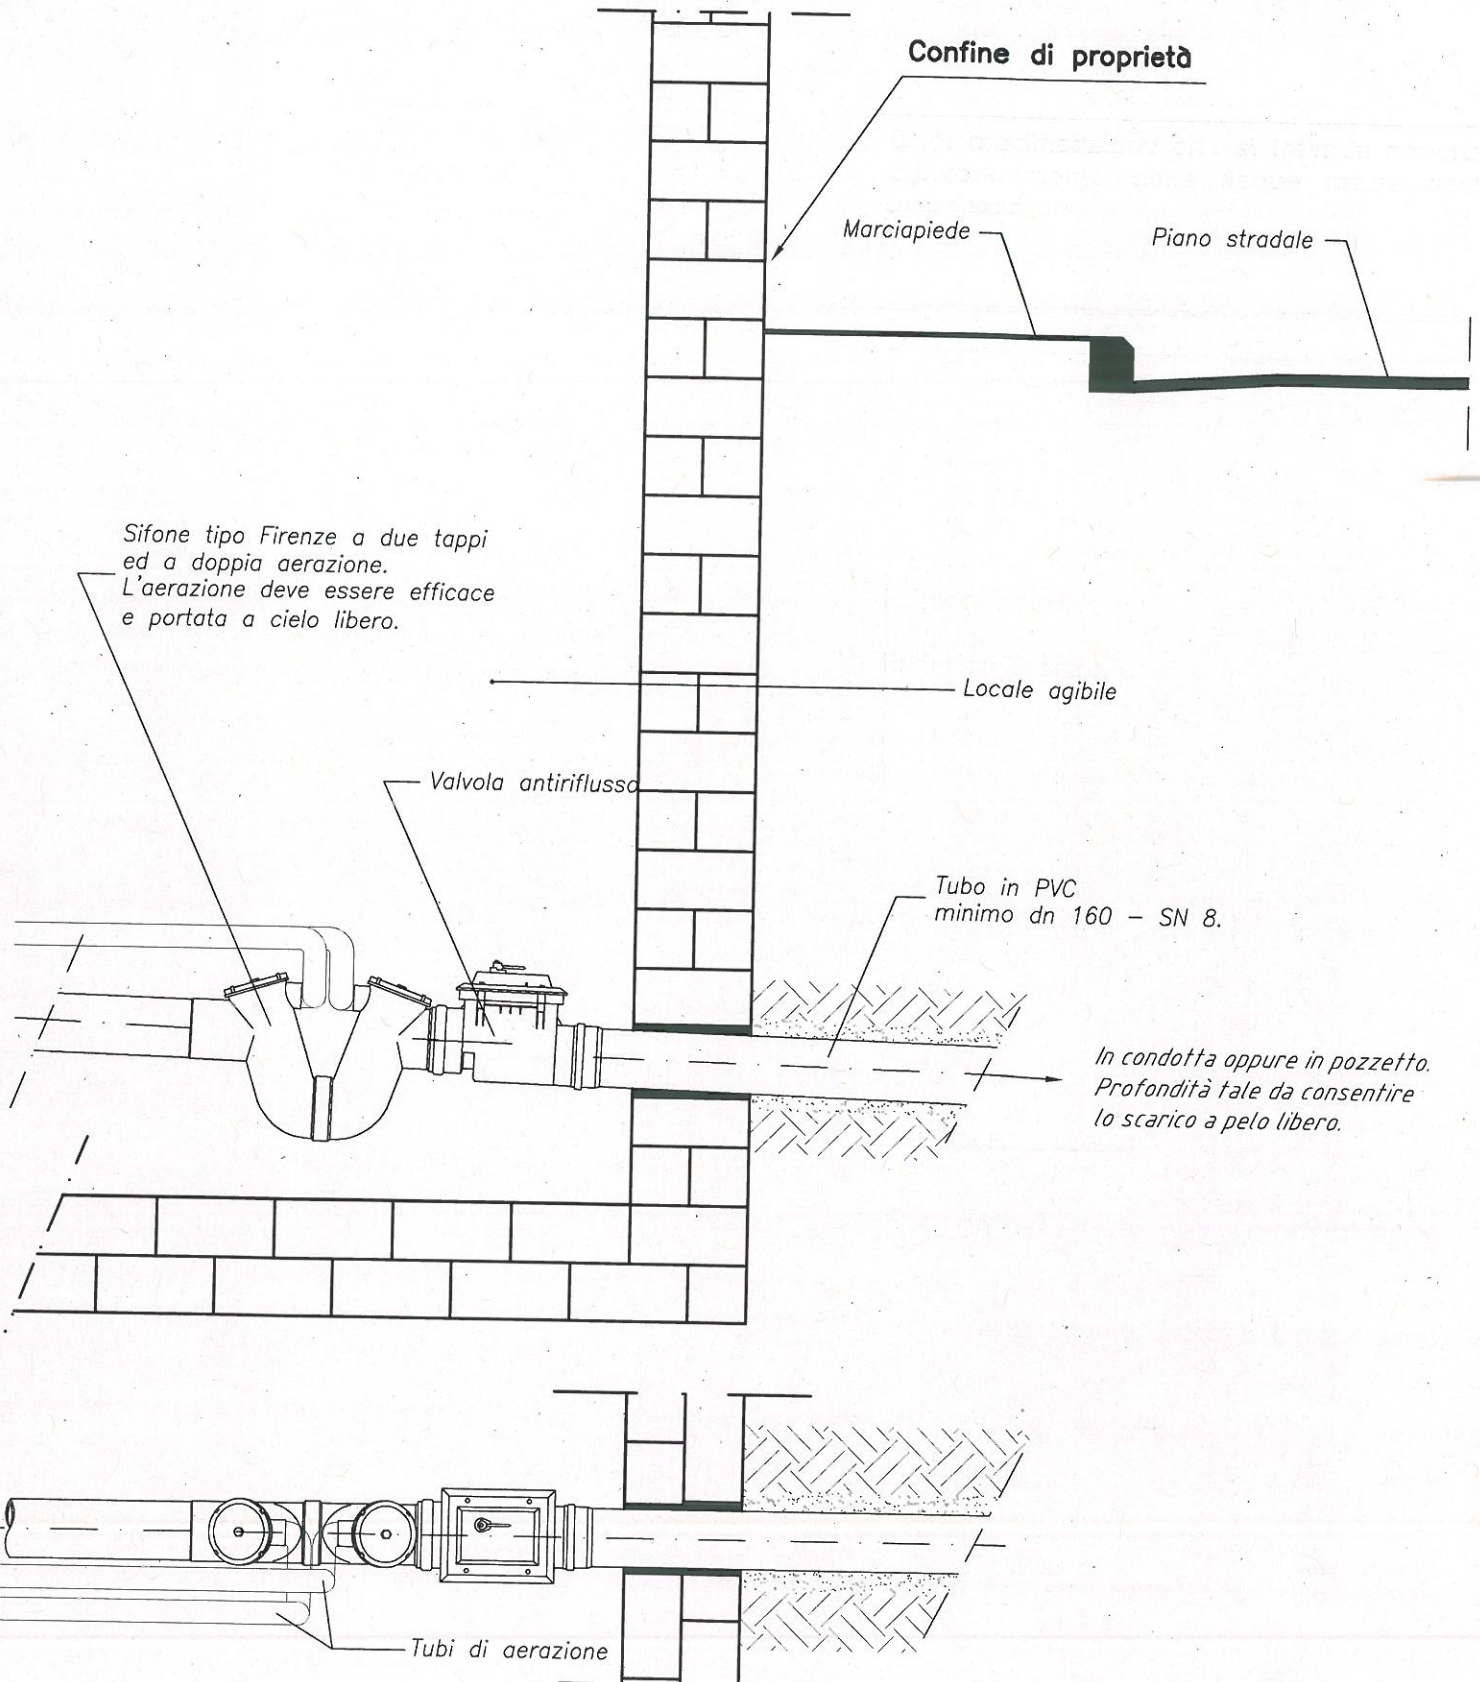 Confine di proprietà
Marciapiede
Piano stradale
Sifone tipo Firenze a due tappi
ed a doppia aerazione.
L'aerazione deve essere efficace
e portata a cielo libero.
Locale agibile
Valvola antiriflusso
Tubo in PVC
minimo dn 160 – SN 8.
In condotta oppure in pozzetto.
Profondità tale da consentire
lo scarico a pelo libero.
Tubi di aerazione